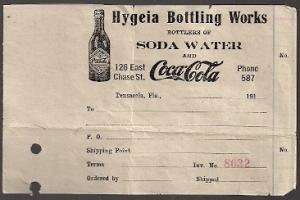 Hygeia Bottling Works
BOTTLERS OF
SODA WATER
AND
126 East Chase St.
Coca-Cola
Phone 587
No.
Pensacola, Fla., 191
To
F. O.
Shipping Point
No.
Terms
Inv. No. 8632
Ordered by
Shipped